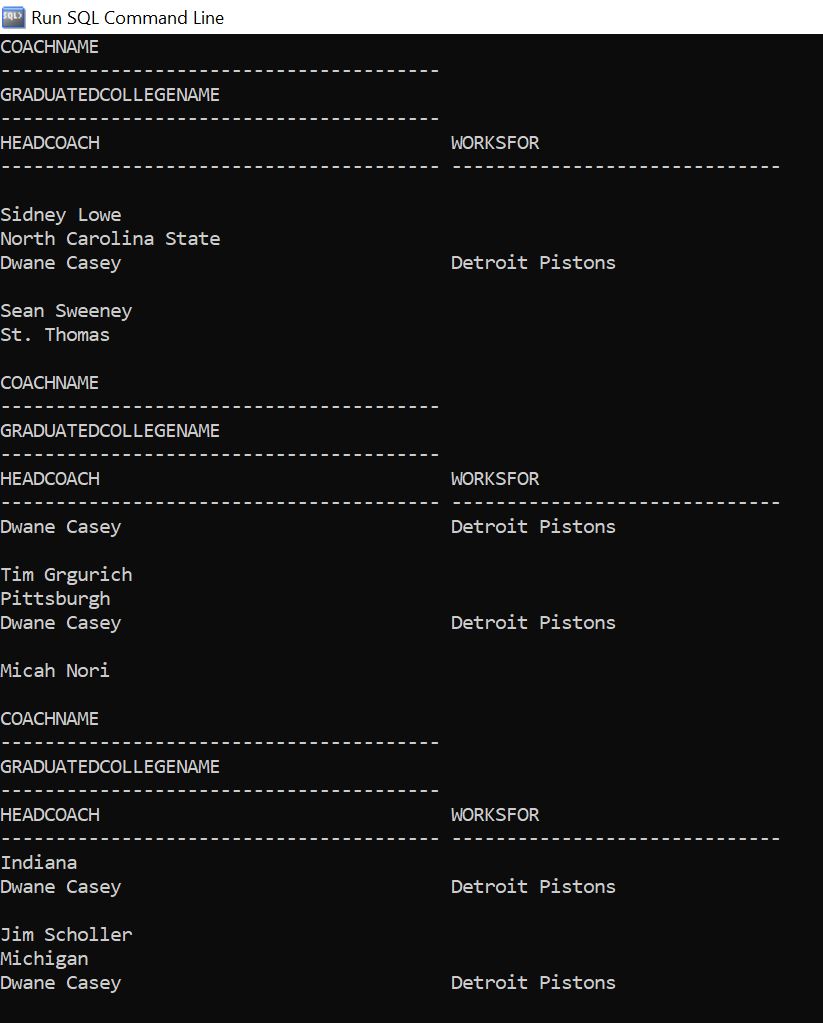 Run SQL Command Line
COACHNAME
----------------------------------------
GRADUATEDCOLLEGENAME
----------------------------------------
HEADCOACH                                WORKSFOR
---------------------------------------- ------------------------------
Sidney Lowe
North Carolina State
Dwane Casey                              Detroit Pistons
Sean Sweeney
St. Thomas
COACHNAME
----------------------------------------
GRADUATEDCOLLEGENAME
----------------------------------------
HEADCOACH                                WORKSFOR
---------------------------------------- ------------------------------
Dwane Casey                              Detroit Pistons
Tim Grgurich
Pittsburgh
Dwane Casey                              Detroit Pistons
Micah Nori
COACHNAME
----------------------------------------
GRADUATEDCOLLEGENAME
----------------------------------------
HEADCOACH                                WORKSFOR
---------------------------------------- ------------------------------
Indiana
Dwane Casey                              Detroit Pistons
Jim Scholler
Michigan
Dwane Casey                              Detroit Pistons